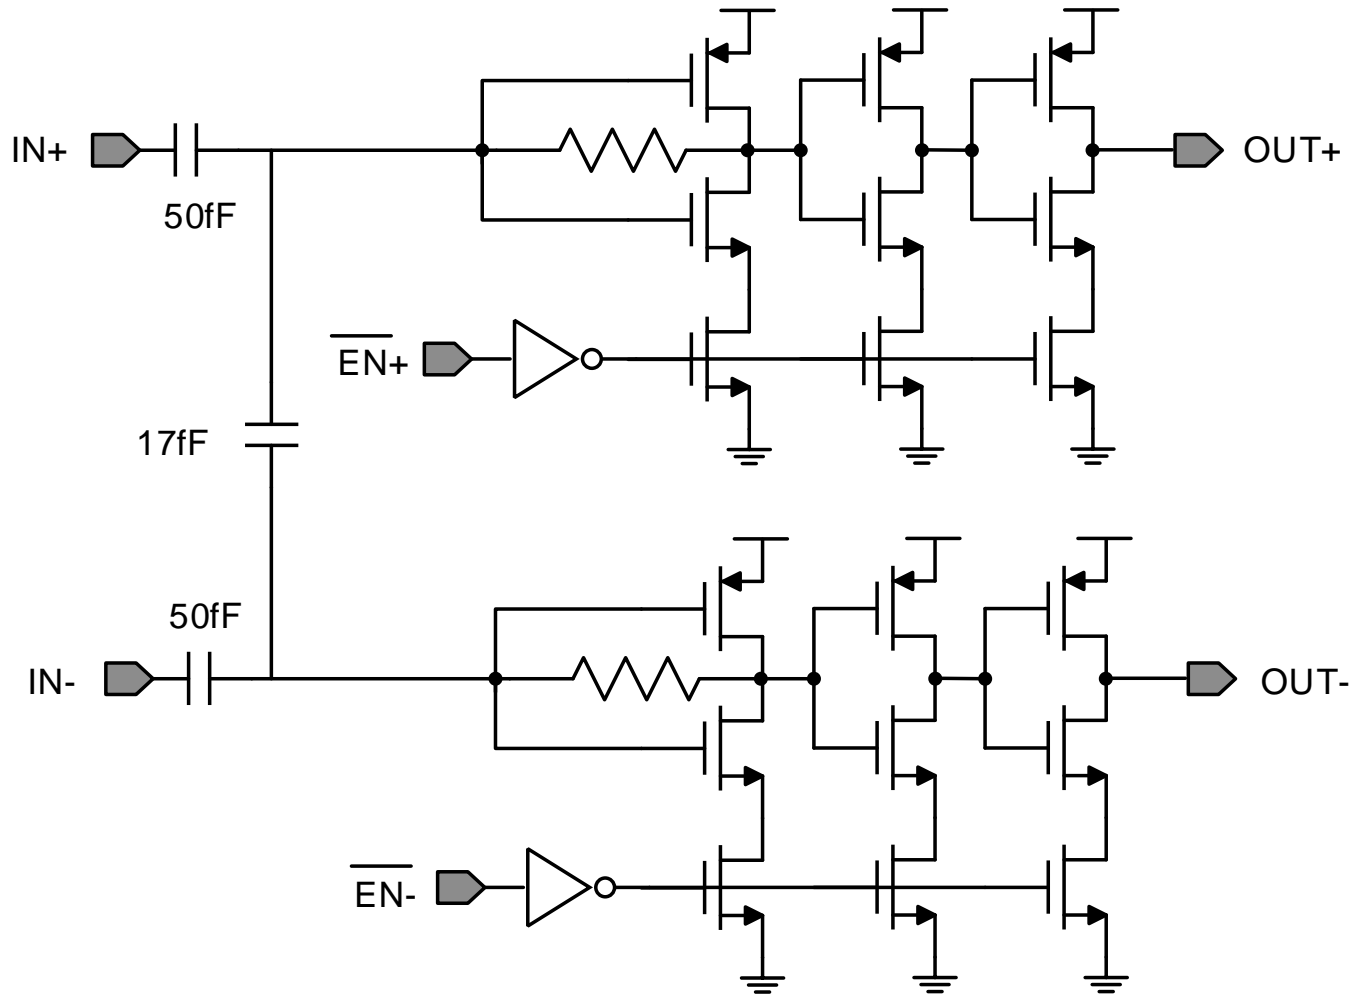 IN+
50fF
OUT+
EN+
17fF
50fF
IN-
OUT-
EN-